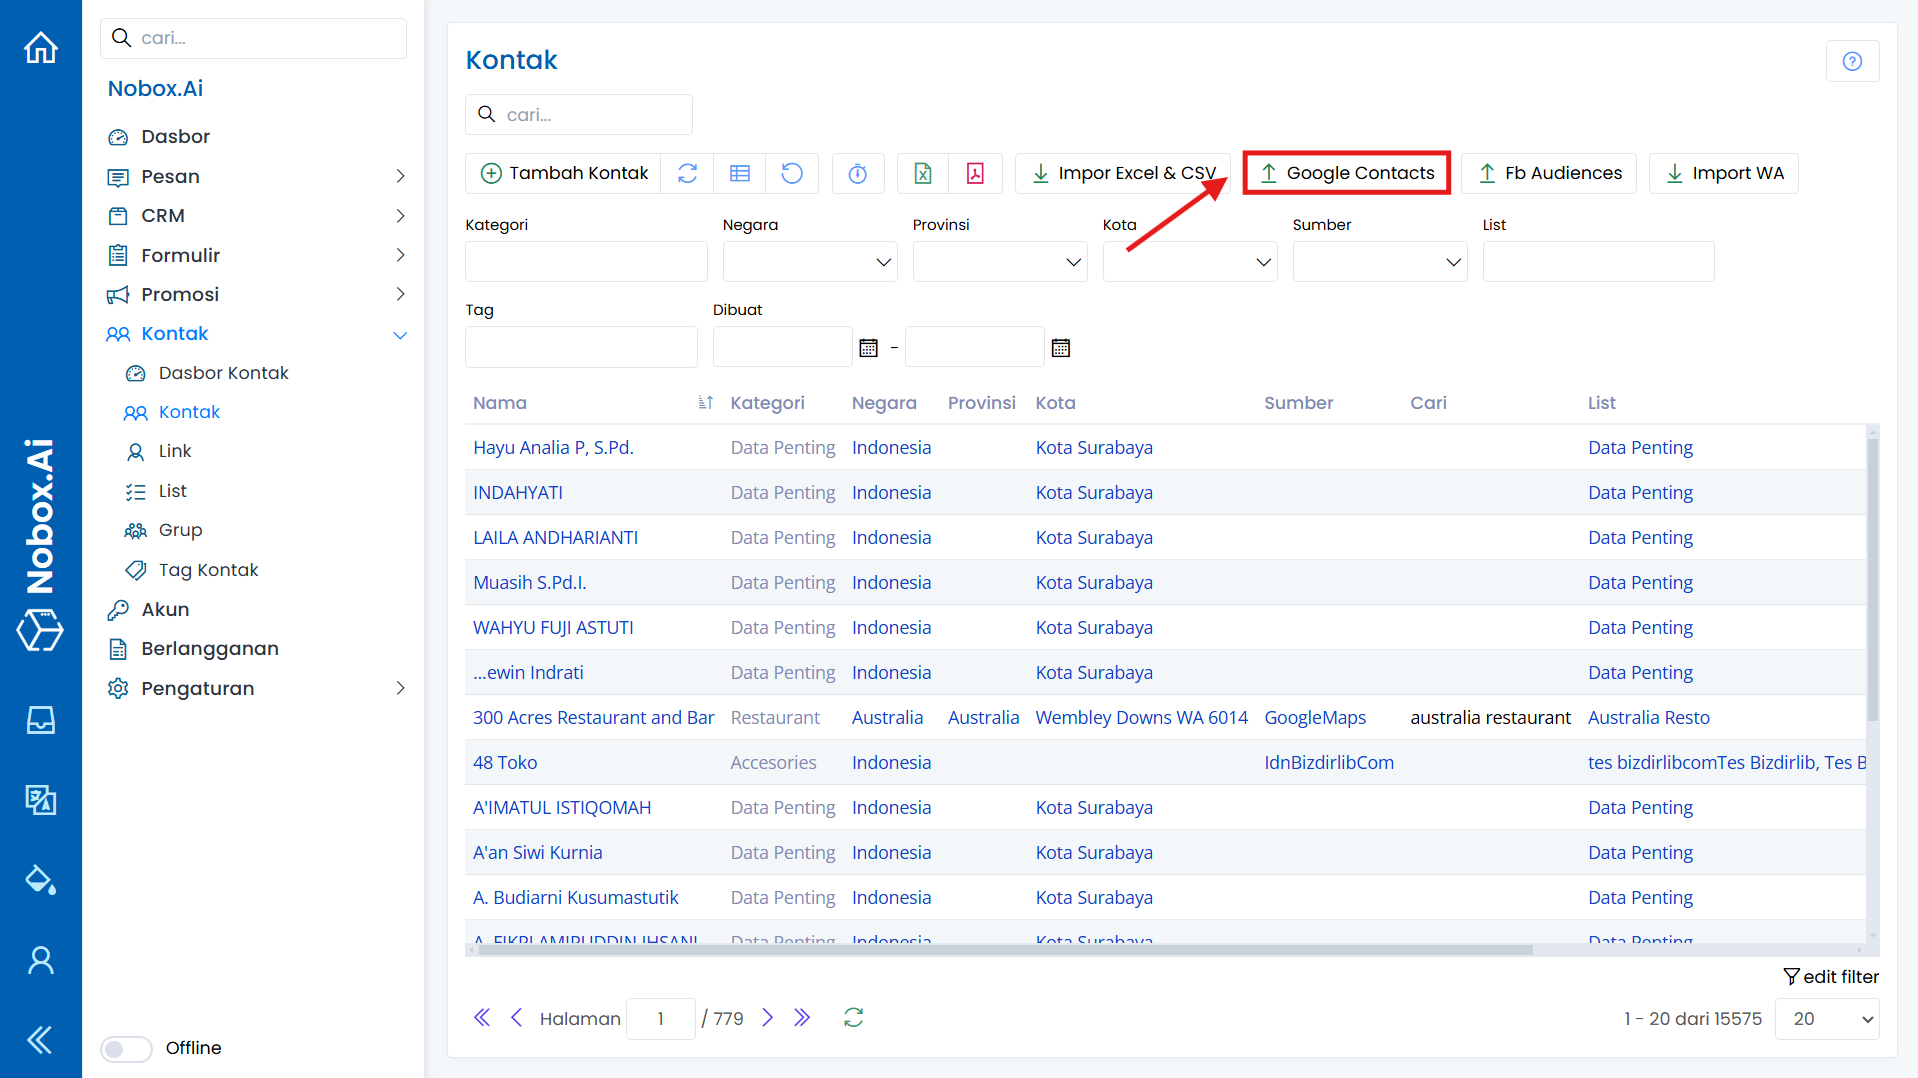 cari...
Nobox.Ai
Dasbor
Pesan
CRM
Formulir
Promosi
Kontak
Dasbor Kontak
Kontak
Link
List
Grup
Tag Kontak
Akun
Berlangganan
Pengaturan
Offline
Nobox.Ai
Kontak
cari...
Tambah Kontak
Impor Excel & CSV
Google Contacts
Fb Audiences
Import WA
Kategori Negara Provinsi Kota Sumber List
Tag Dibuat
-
Nama Kategori Negara Provinsi Kota Sumber Cari List
Hayu Analia P, S.Pd. Data Penting Indonesia Kota Surabaya Data Penting
INDAHYATI Data Penting Indonesia Kota Surabaya Data Penting
LAILA ANDHARIANTI Data Penting Indonesia Kota Surabaya Data Penting
Muasih S.Pd.I. Data Penting Indonesia Kota Surabaya Data Penting
WAHYU FUJI ASTUTI Data Penting Indonesia Kota Surabaya Data Penting
...ewin Indrati Data Penting Indonesia Kota Surabaya Data Penting
300 Acres Restaurant and Bar Restaurant Australia Australia Wembley Downs WA 6014 GoogleMaps australia restaurant Australia Resto
48 Toko Accesories Indonesia IdnBizdirlibCom tes bizdirlibcomTes Bizdirlib, Tes B
A'IMATUL ISTIQOMAH Data Penting Indonesia Kota Surabaya Data Penting
A'an Siwi Kurnia Data Penting Indonesia Kota Surabaya Data Penting
A. Budiarni Kusumastutik Data Penting Indonesia Kota Surabaya Data Penting
A. FIKRI AMIRUDDIN IHSANI Data Penting Indonesia Kota Surabaya Data Penting
edit filter
Halaman 1 / 779
1 - 20 dari 15575 20